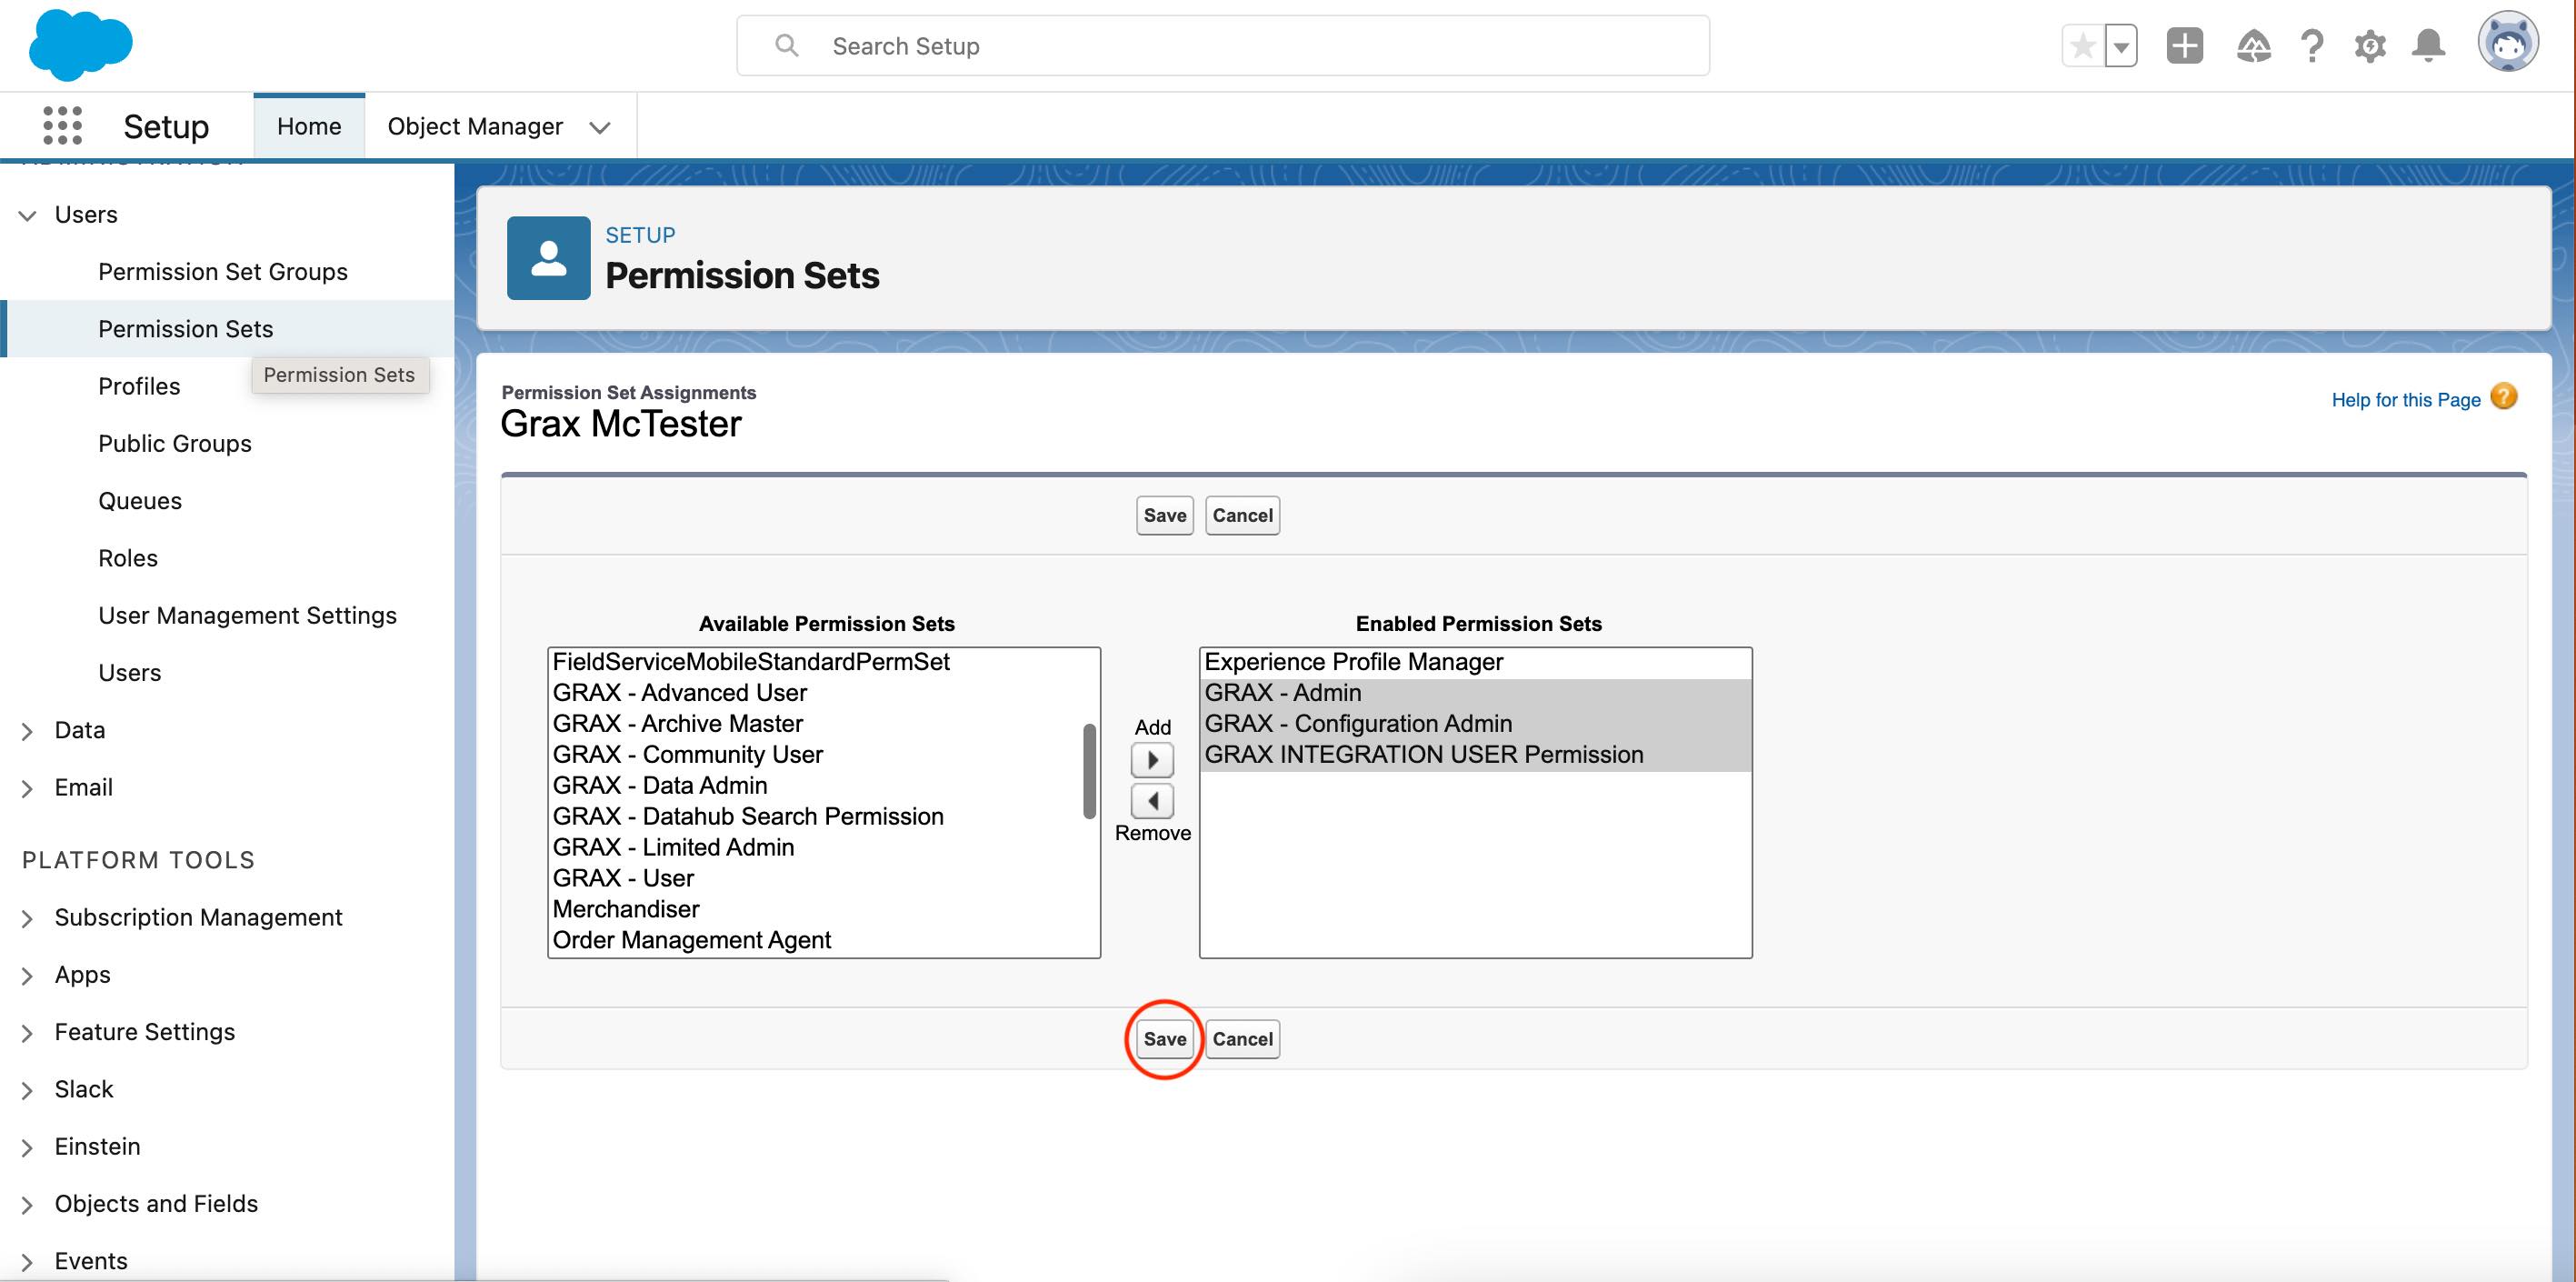 Search Setup
Setup
Home
Object Manager
ADMINISTRATION
Users
Permission Set Groups
Permission Sets
Permission Sets
Profiles
Public Groups
Queues
Roles
User Management Settings
Users
Data
Email
PLATFORM TOOLS
Subscription Management
Apps
Feature Settings
Slack
Einstein
Objects and Fields
Events
SETUP
Permission Sets
Permission Set Assignments
Grax McTester
Help for this Page
Save
Cancel
Available Permission Sets
FieldServiceMobileStandardPermSet
GRAX - Advanced User
GRAX - Archive Master
GRAX - Community User
GRAX - Data Admin
GRAX - Datahub Search Permission
GRAX - Limited Admin
GRAX - User
Merchandiser
Order Management Agent
Add
Remove
Enabled Permission Sets
Experience Profile Manager
GRAX - Admin
GRAX - Configuration Admin
GRAX INTEGRATION USER Permission
Save
Cancel